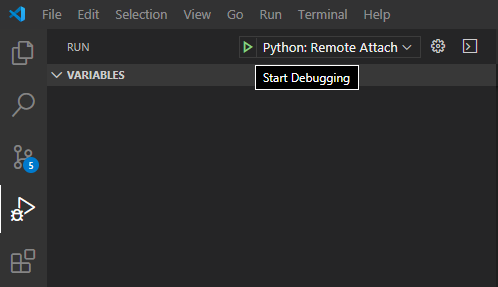 File Edit Selection View Go Run Terminal Help
RUN Python: Remote Attach
Start Debugging
VARIABLES
5